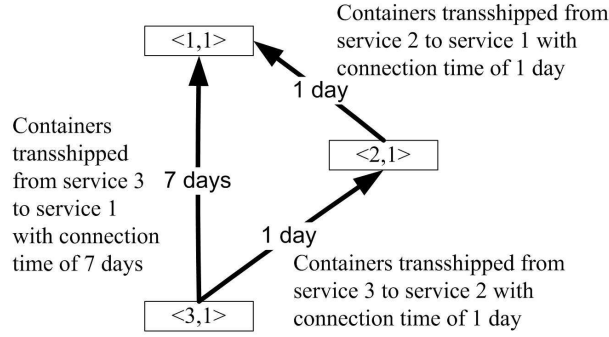 Containers transshipped from
service 2 to service 1 with
connection time of 1 day
<1,1>
1 day
<2,1>
Containers
transshipped
from service 3
to service 1
with connection
time of 7 days
7 days
1 day
Containers transshipped from
service 3 to service 2 with
connection time of 1 day
<3,1>